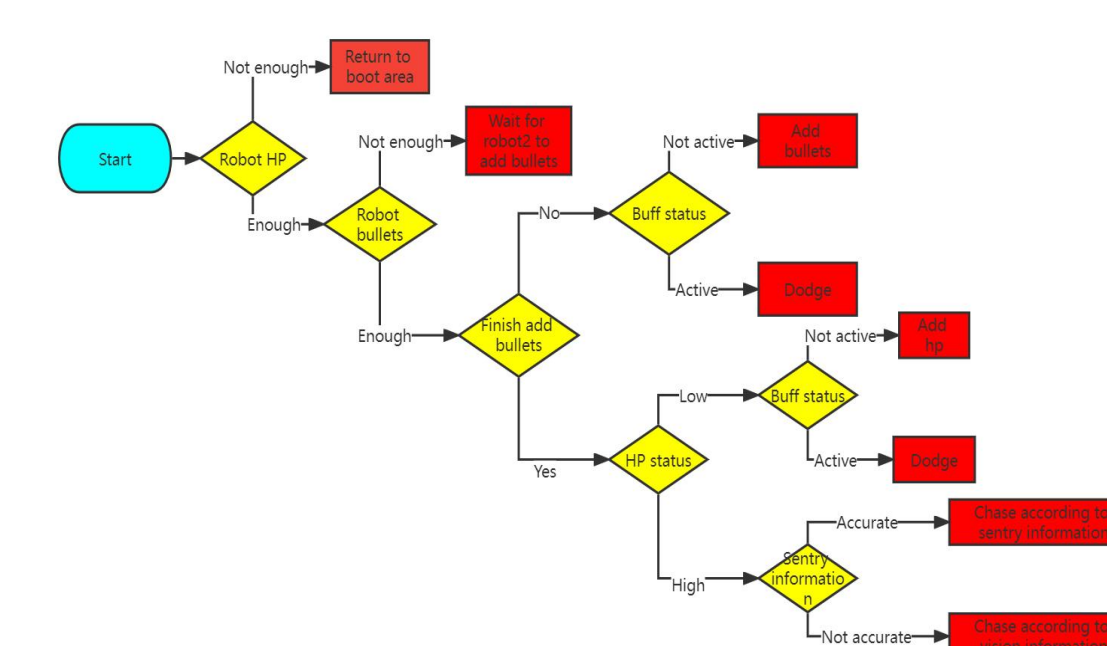 Return to
boot area
Not enough
Start
Robot HP
Enough
Not enough
Wait for
robot2 to
add bullets
Robot
bullets
Enough
Finish add
bullets
No
Buff status
Not active
Add
bullets
Active
Dodge
Yes
HP status
Low
Buff status
Not active
Add
hp
Active
Dodge
High
Sentry
informatio
n
Accurate
Chase according to
sentry information
Not accurate
Chase according to
vision information